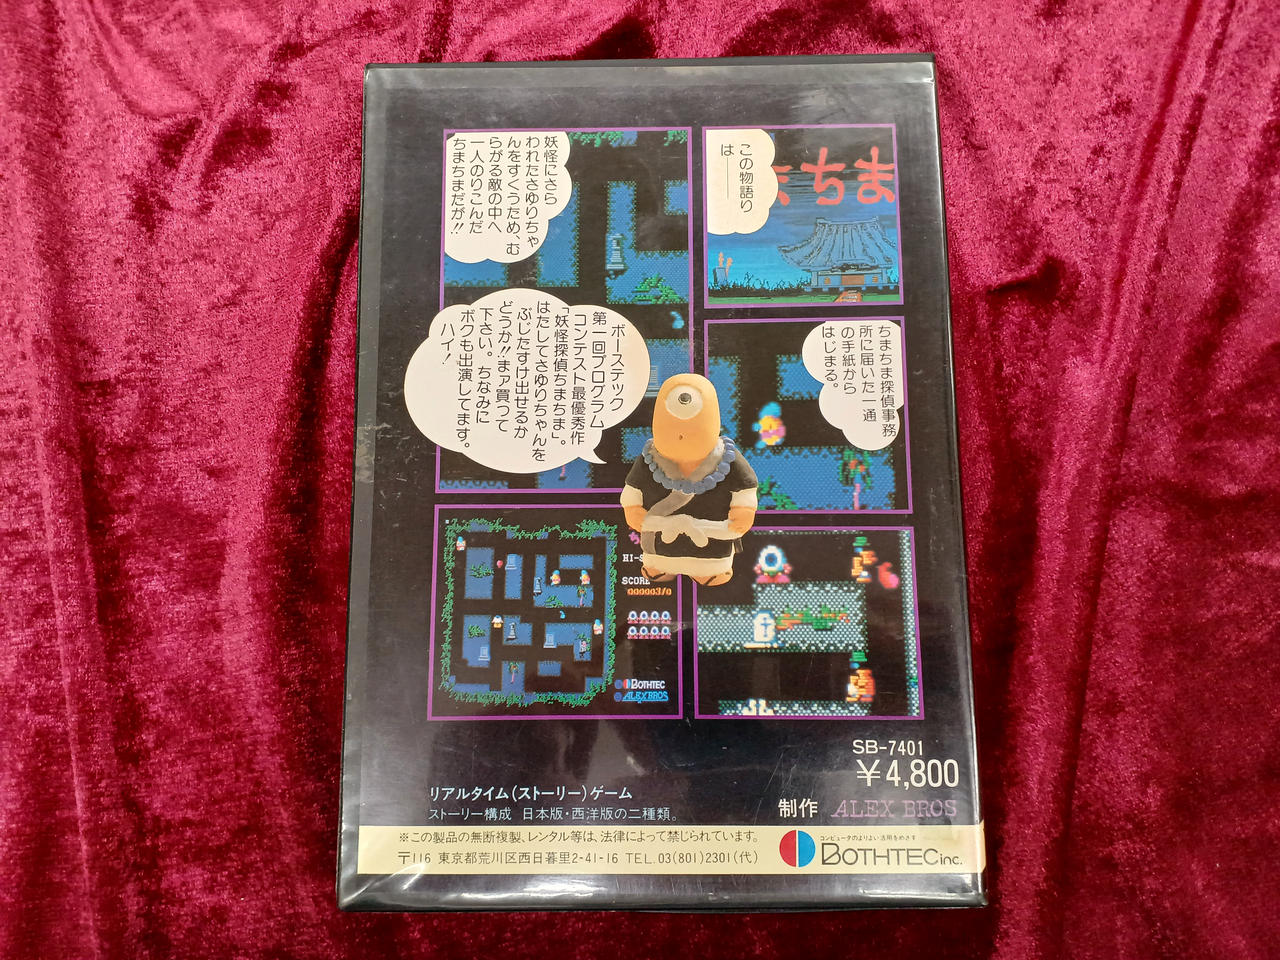 この物語り
は――
まちま
妖怪にさら
われたさゆりちゃ
んをすくうため、む
らがる敵の中へ
一人のりこんだ
ちまちまだが!!
ちまちま探偵事務
所に届いた一通
の手紙から
はじまる。
ボーステック
第一回プログラム
コンテスト最優秀作
「妖怪探偵ちまちま」。
はたしてさゆりちゃんを
ぶじたすけ出せるか
どうか!!まァ買って
下さい。ちなみに
ボクも出演してます。
ハイ!
ち
HI-S
SCORE
BOTHTEC
ALEX BROS
SB-7401
¥4,800
リアルタイム(ストーリー)ゲーム
ストーリー構成 日本版・西洋版の二種類。
制作 ALEX BROS
※この製品の無断複製、レンタル等は、法律によって禁じられています。
〒116 東京都荒川区西日暮里2-41-16 TEL.03(801)2301(代)
コンピュータのよりよい活用をめざす
BOTHTEC inc.